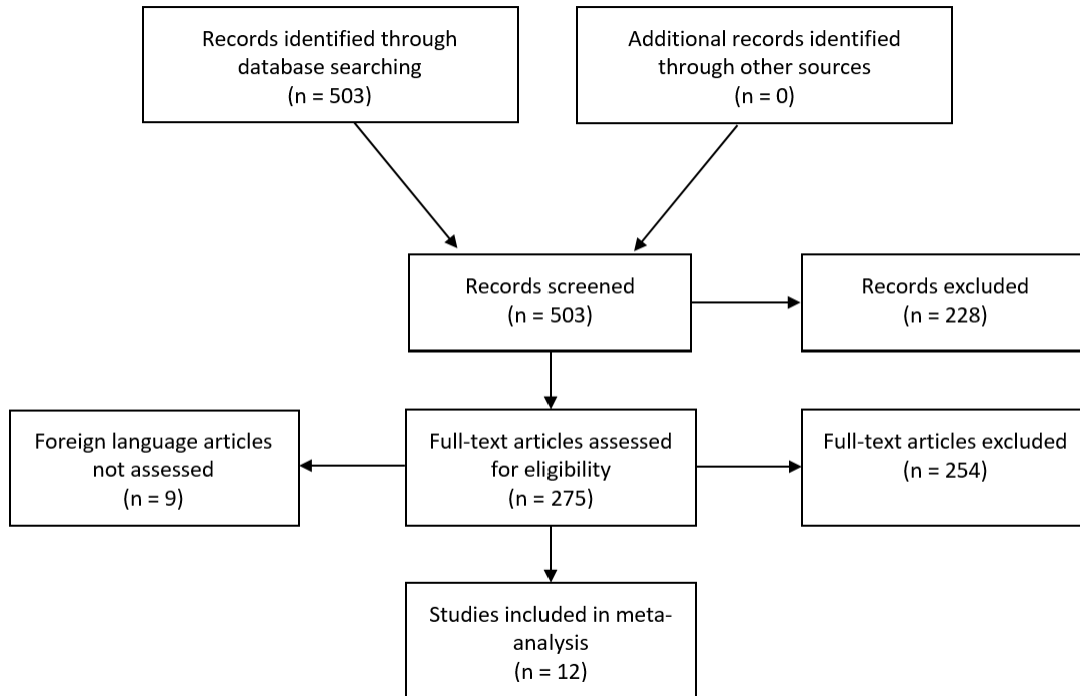 Records identified through
database searching
(n = 503)
Additional records identified
through other sources
(n = 0)
Records screened
(n = 503)
Records excluded
(n = 228)
Foreign language articles
not assessed
(n = 9)
Full-text articles assessed
for eligibility
(n = 275)
Full-text articles excluded
(n = 254)
Studies included in meta-
analysis
(n = 12)